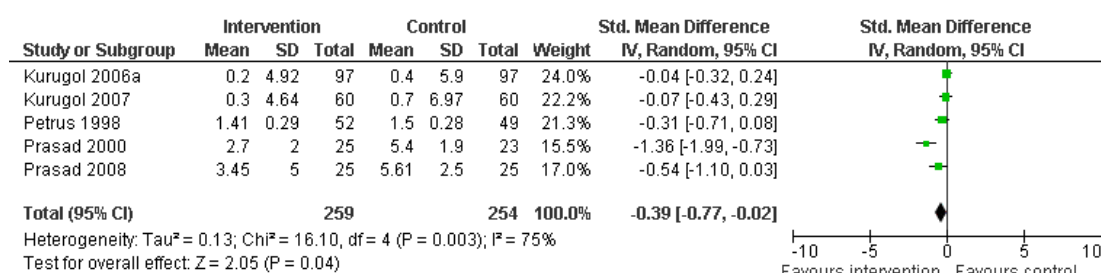 Intervention Control Std. Mean Difference Std. Mean Difference
Study or Subgroup Mean SD Total Mean SD Total Weight IV, Random, 95% CI IV, Random, 95% CI
Kurugol 2006a 0.2 4.92 97 0.4 5.9 97 24.0% -0.04 [-0.32, 0.24]
Kurugol 2007 0.3 4.64 60 0.7 6.97 60 22.2% -0.07 [-0.43, 0.29]
Petrus 1998 1.41 0.29 52 1.5 0.28 49 21.3% -0.31 [-0.71, 0.08]
Prasad 2000 2.7 2 25 5.4 1.9 23 15.5% -1.36 [-1.99, -0.73]
Prasad 2008 3.45 5 25 5.61 2.5 25 17.0% -0.54 [-1.10, 0.03]
Total (95% CI) 259 254 100.0% -0.39 [-0.77, -0.02]
Heterogeneity: Tau² = 0.13; Chi² = 16.10, df = 4 (P = 0.003); I² = 75%
Test for overall effect: Z = 2.05 (P = 0.04)
-10 -5 0 5 10
Favours intervention Favours control